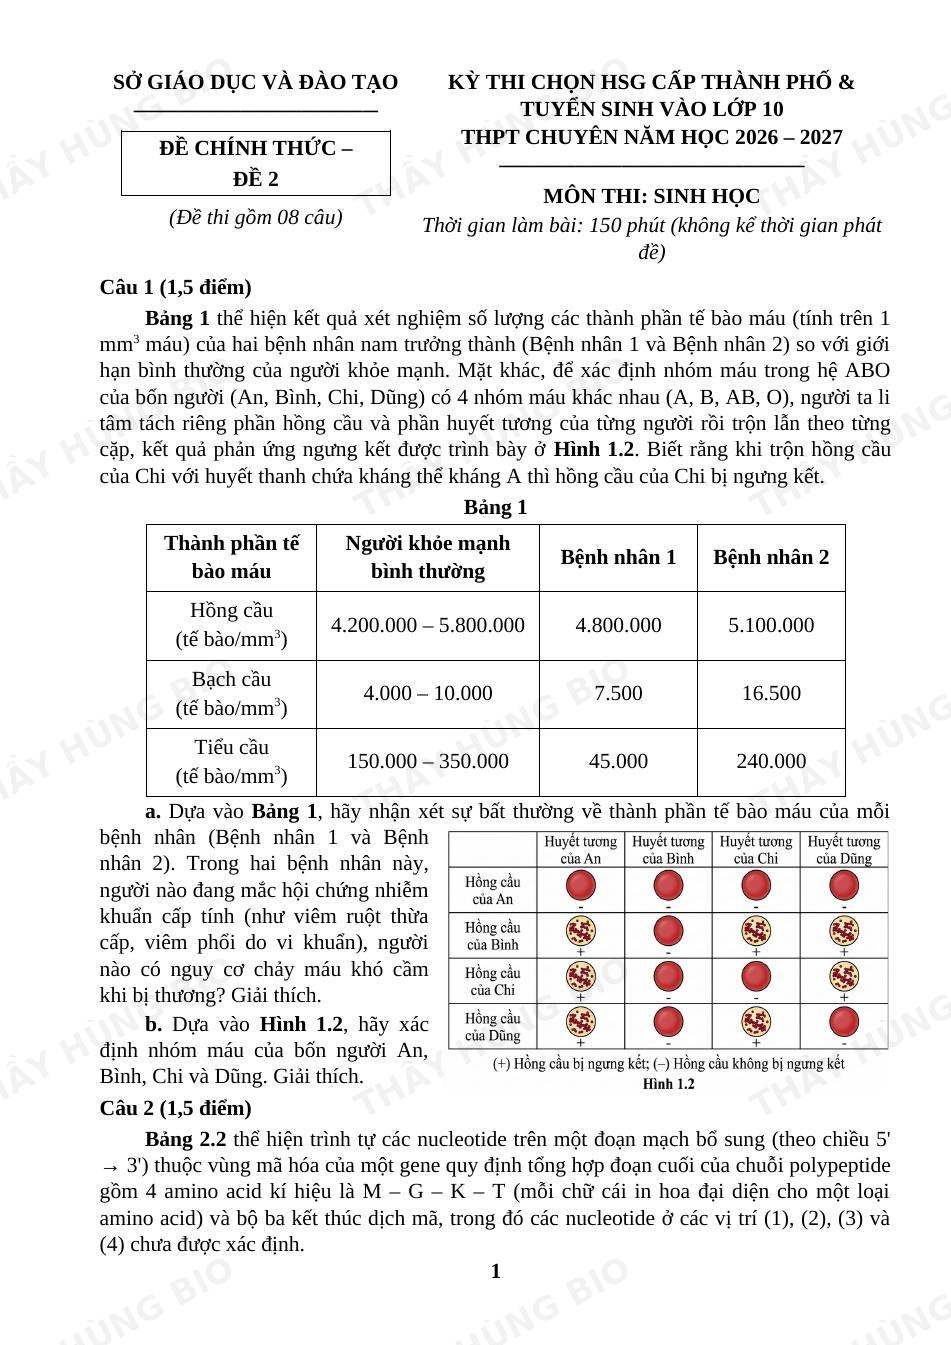 SỞ GIÁO DỤC VÀ ĐÀO TẠO
ĐỀ CHÍNH THỨC –
ĐỀ 2
(Đề thi gồm 08 câu)
KỲ THI CHỌN HSG CẤP THÀNH PHỐ &
TUYỂN SINH VÀO LỚP 10
THPT CHUYÊN NĂM HỌC 2026 – 2027
MÔN THI: SINH HỌC
Thời gian làm bài: 150 phút (không kể thời gian phát
đề)
Câu 1 (1,5 điểm)
Bảng 1 thể hiện kết quả xét nghiệm số lượng các thành phần tế bào máu (tính trên 1
mm³ máu) của hai bệnh nhân nam trưởng thành (Bệnh nhân 1 và Bệnh nhân 2) so với giới
hạn bình thường của người khỏe mạnh. Mặt khác, để xác định nhóm máu trong hệ ABO
của bốn người (An, Bình, Chi, Dũng) có 4 nhóm máu khác nhau (A, B, AB, O), người ta li
tâm tách riêng phần hồng cầu và phần huyết tương của từng người rồi trộn lẫn theo từng
cặp, kết quả phản ứng ngưng kết được trình bày ở Hình 1.2. Biết rằng khi trộn hồng cầu
của Chi với huyết thanh chứa kháng thể kháng A thì hồng cầu của Chi bị ngưng kết.
Bảng 1
Thành phần tế bào máu | Người khỏe mạnh bình thường | Bệnh nhân 1 | Bệnh nhân 2
Hồng cầu (tế bào/mm³) | 4.200.000 – 5.800.000 | 4.800.000 | 5.100.000
Bạch cầu (tế bào/mm³) | 4.000 – 10.000 | 7.500 | 16.500
Tiểu cầu (tế bào/mm³) | 150.000 – 350.000 | 45.000 | 240.000
a. Dựa vào Bảng 1, hãy nhận xét sự bất thường về thành phần tế bào máu của mỗi
bệnh nhân (Bệnh nhân 1 và Bệnh
nhân 2). Trong hai bệnh nhân này,
người nào đang mắc hội chứng nhiễm
khuẩn cấp tính (như viêm ruột thừa
cấp, viêm phổi do vi khuẩn), người
nào có nguy cơ chảy máu khó cầm
khi bị thương? Giải thích.
b. Dựa vào Hình 1.2, hãy xác
định nhóm máu của bốn người An,
Bình, Chi và Dũng. Giải thích.
Huyết tương của An | Huyết tương của Bình | Huyết tương của Chi | Huyết tương của Dũng
Hồng cầu của An | - | - | - | -
Hồng cầu của Bình | + | - | + | +
Hồng cầu của Chi | + | - | - | +
Hồng cầu của Dũng | + | - | + | -
(+) Hồng cầu bị ngưng kết; (–) Hồng cầu không bị ngưng kết
Hình 1.2
Câu 2 (1,5 điểm)
Bảng 2.2 thể hiện trình tự các nucleotide trên một đoạn mạch bổ sung (theo chiều 5'
→ 3') thuộc vùng mã hóa của một gene quy định tổng hợp đoạn cuối của chuỗi polypeptide
gồm 4 amino acid kí hiệu là M – G – K – T (mỗi chữ cái in hoa đại diện cho một loại
amino acid) và bộ ba kết thúc dịch mã, trong đó các nucleotide ở các vị trí (1), (2), (3) và
(4) chưa được xác định.
1
THẦY HÙNG BIO